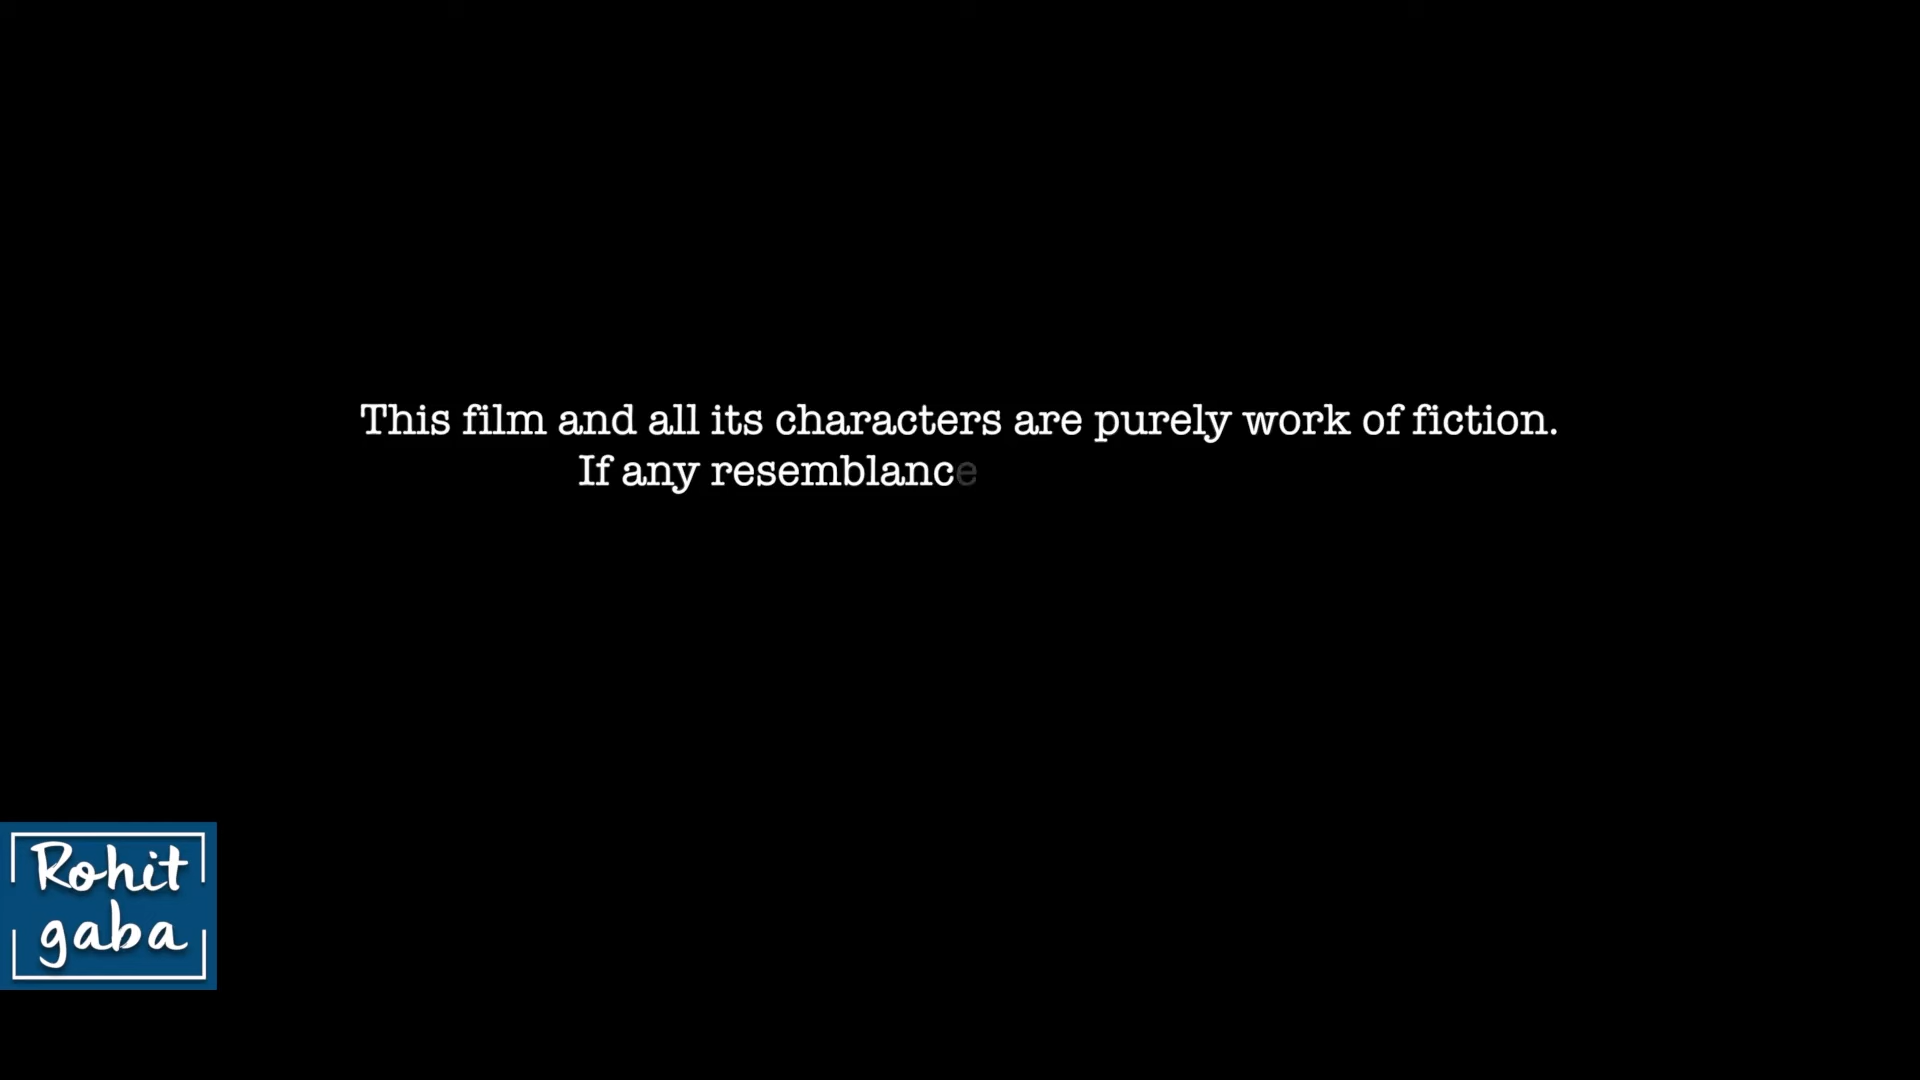 This film and all its characters are purely work of fiction.
If any resemblance
Rohit
gaba